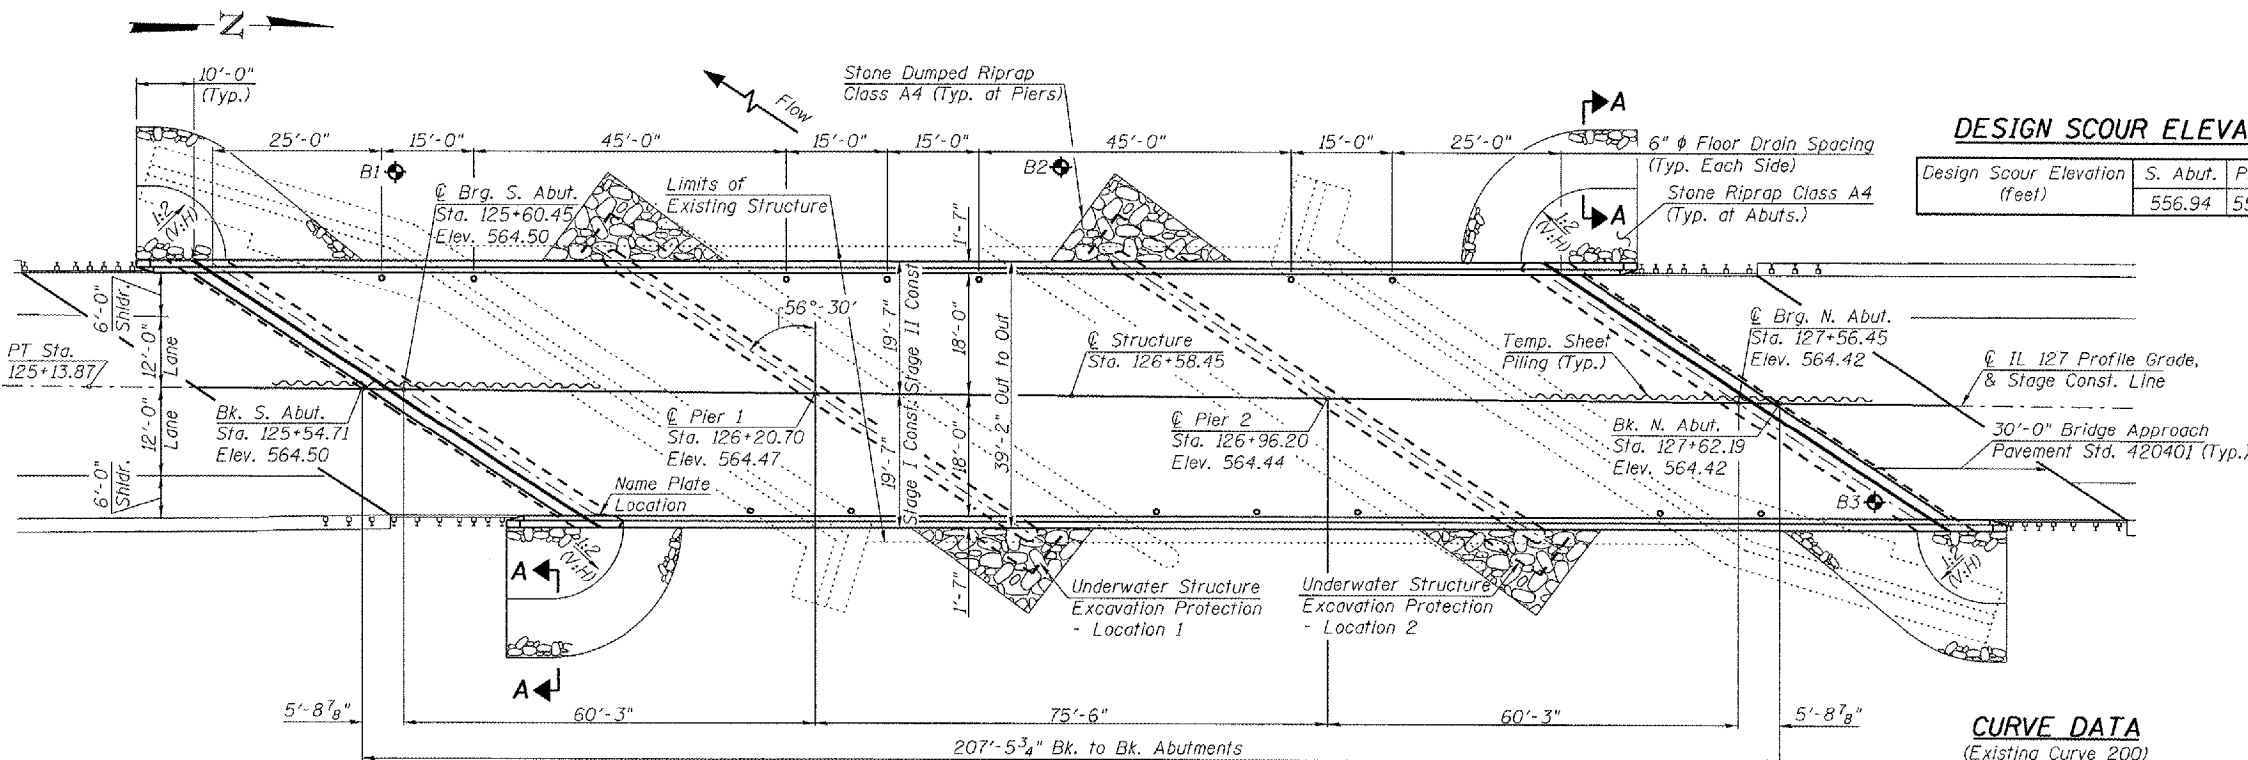 N
10'-0"
(Typ.)
25'-0"
15'-0"
45'-0"
15'-0"
15'-0"
45'-0"
15'-0"
25'-0"
Flow
Stone Dumped Riprap
Class A4 (Typ. at Piers)
A
A
6" φ Floor Drain Spacing
(Typ. Each Side)
Stone Riprap Class A4
(Typ. at Abuts.)
DESIGN SCOUR ELEVA
Design Scour Elevation
(feet)
S. Abut.
556.94
B1
B2
B3
℄ Brg. S. Abut.
Sta. 125+60.45
Elev. 564.50
Limits of
Existing Structure
1:2
(V:H)
1:2
(V:H)
1'-7"
6'-0"
Shldr.
12'-0"
Lane
12'-0"
Lane
6'-0"
Shldr.
PT Sta.
125+13.87
56°-30'
19'-7"
Stage II Const.
18'-0"
19'-7"
Stage I Const.
18'-0"
39'-2" Out to Out
1'-7"
℄ Structure
Sta. 126+58.45
Temp. Sheet
Piling (Typ.)
℄ Brg. N. Abut.
Sta. 127+56.45
Elev. 564.42
℄ IL 127 Profile Grade,
& Stage Const. Line
Bk. S. Abut.
Sta. 125+54.71
Elev. 564.50
℄ Pier 1
Sta. 126+20.70
Elev. 564.47
℄ Pier 2
Sta. 126+96.20
Elev. 564.44
Bk. N. Abut.
Sta. 127+62.19
Elev. 564.42
30'-0" Bridge Approach
Pavement Std. 420401 (Typ.)
Name Plate
Location
1:2
(V:H)
1:2
(V:H)
A
A
Underwater Structure
Excavation Protection
- Location 1
Underwater Structure
Excavation Protection
- Location 2
5'-8⅞"
60'-3"
75'-6"
60'-3"
5'-8⅞"
207'-5¾" Bk. to Bk. Abutments
CURVE DATA
(Existing Curve 200)